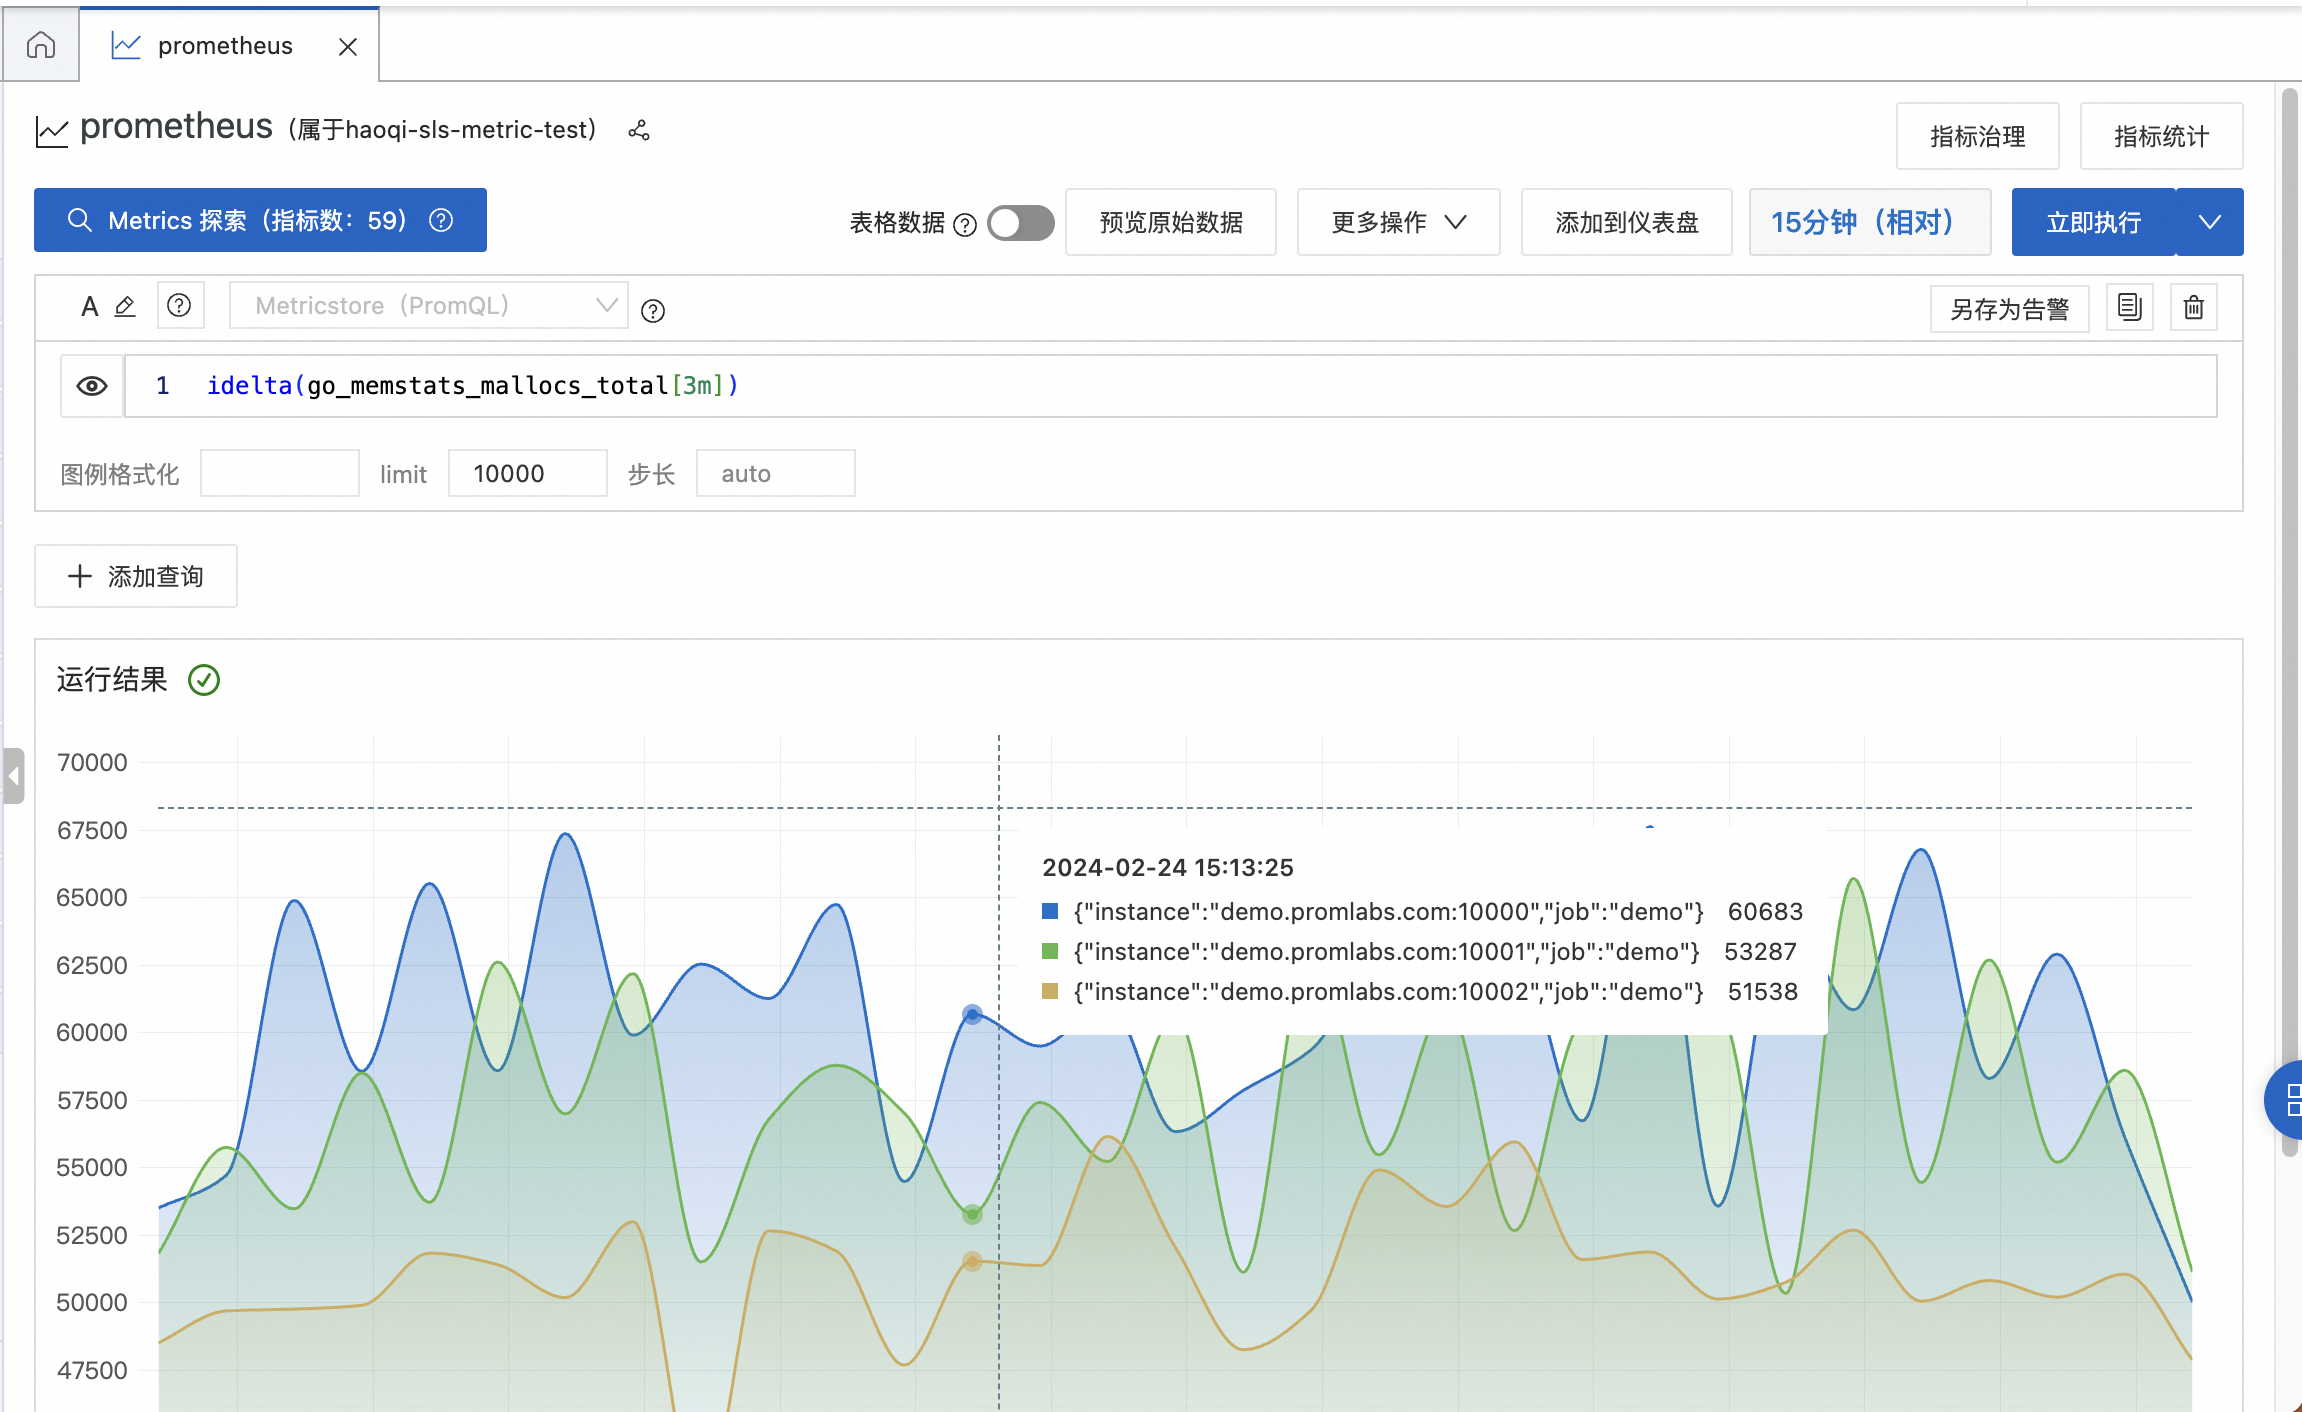 prometheus
prometheus（属于haoqi-sls-metric-test）
指标治理
指标统计
Metrics 探索（指标数：59）
表格数据
预览原始数据
更多操作
添加到仪表盘
15分钟（相对）
立即执行
A
Metricstore（PromQL）
另存为告警
1 idelta(go_memstats_mallocs_total[3m])
图例格式化
limit 10000
步长 auto
添加查询
运行结果
70000
67500
65000
62500
60000
57500
55000
52500
50000
47500
2024-02-24 15:13:25
{"instance":"demo.promlabs.com:10000","job":"demo"} 60683
{"instance":"demo.promlabs.com:10001","job":"demo"} 53287
{"instance":"demo.promlabs.com:10002","job":"demo"} 51538